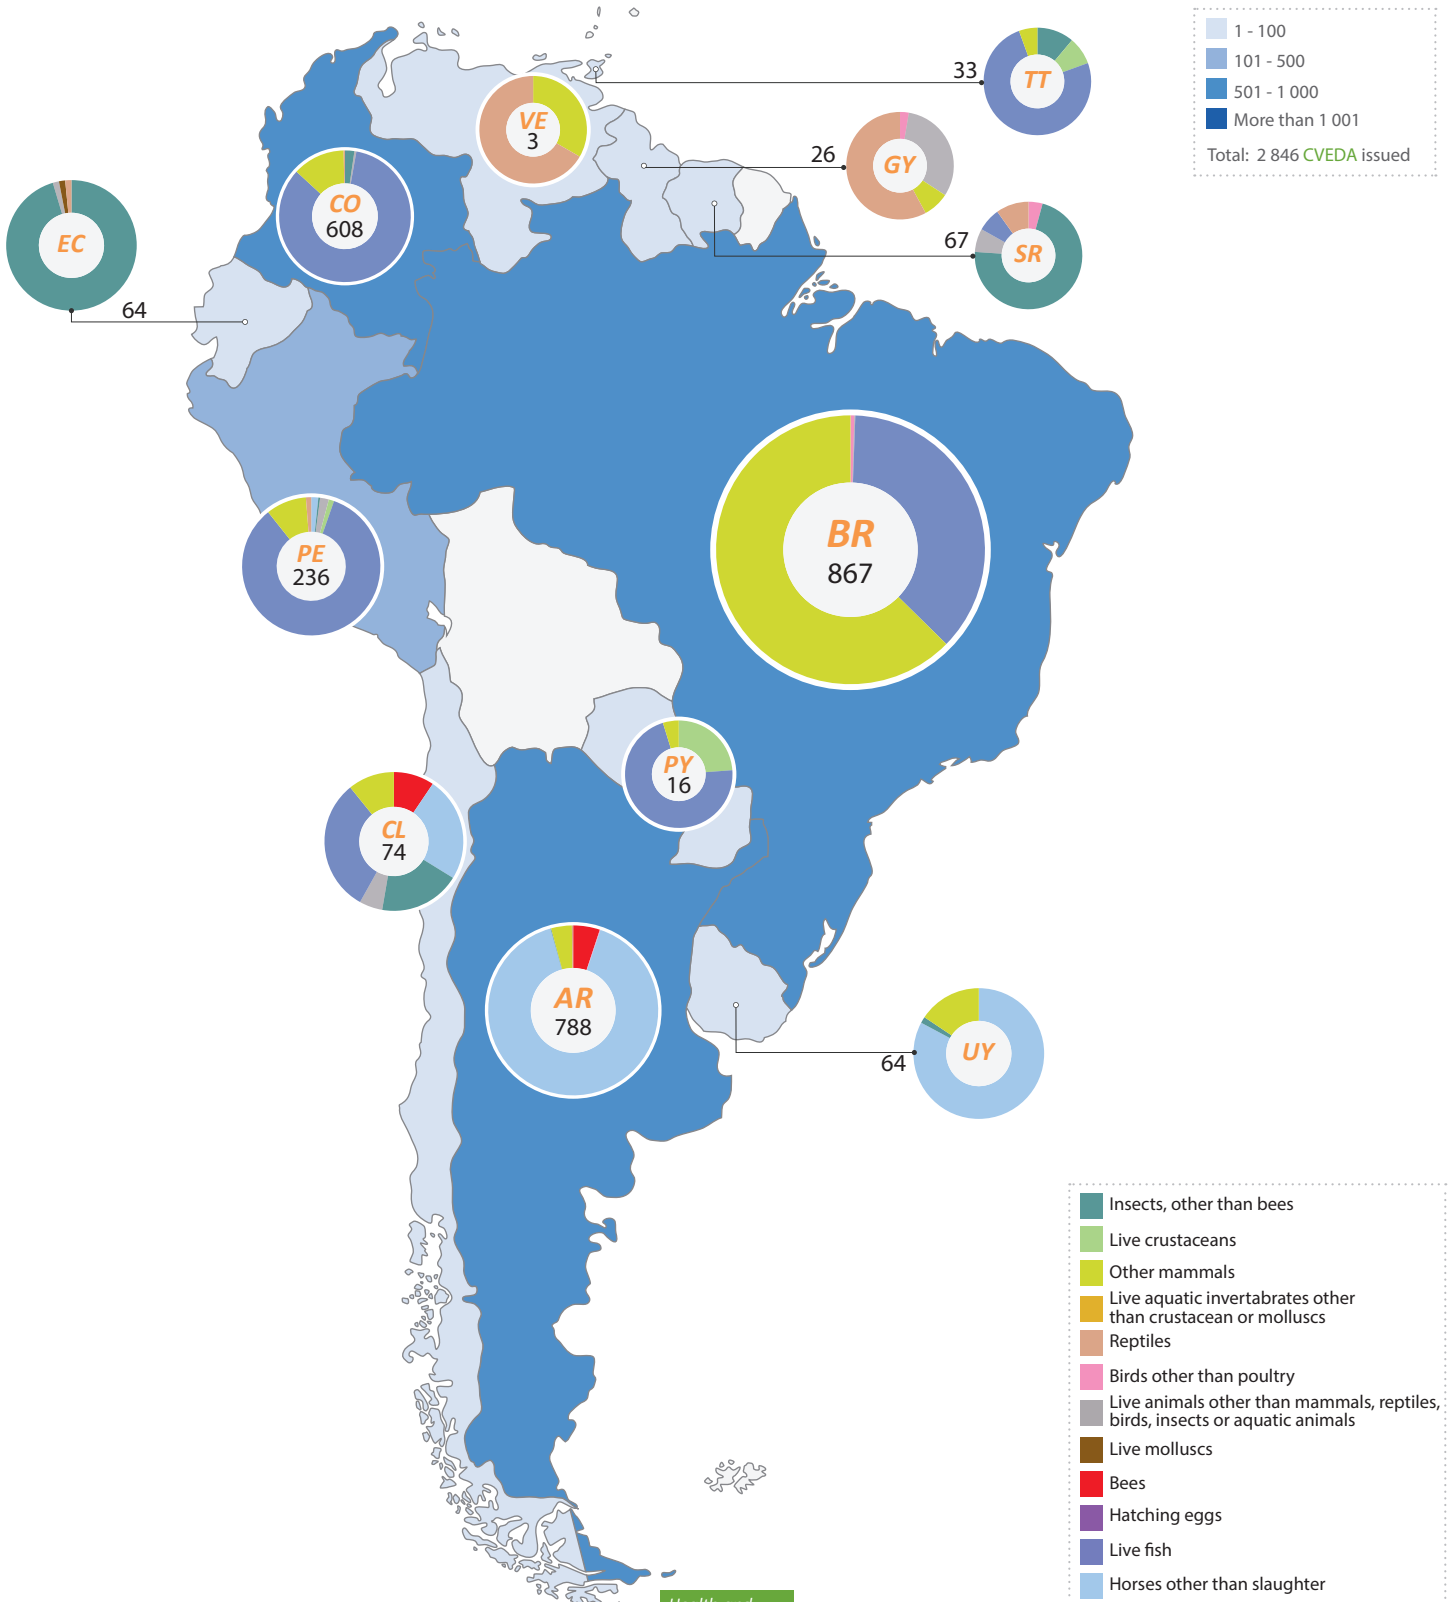 1 - 100
101 - 500
501 - 1 000
More than 1 001
Total: 2 846 CVEDA issued
33
TT
VE
3
26
GY
CO
608
EC
64
67
SR
BR
867
PE
236
PY
16
CL
74
AR
788
64
UY
Insects, other than bees
Live crustaceans
Other mammals
Live aquatic invertabrates other
than crustacean or molluscs
Reptiles
Birds other than poultry
Live animals other than mammals, reptiles,
birds, insects or aquatic animals
Live molluscs
Bees
Hatching eggs
Live fish
Horses other than slaughter